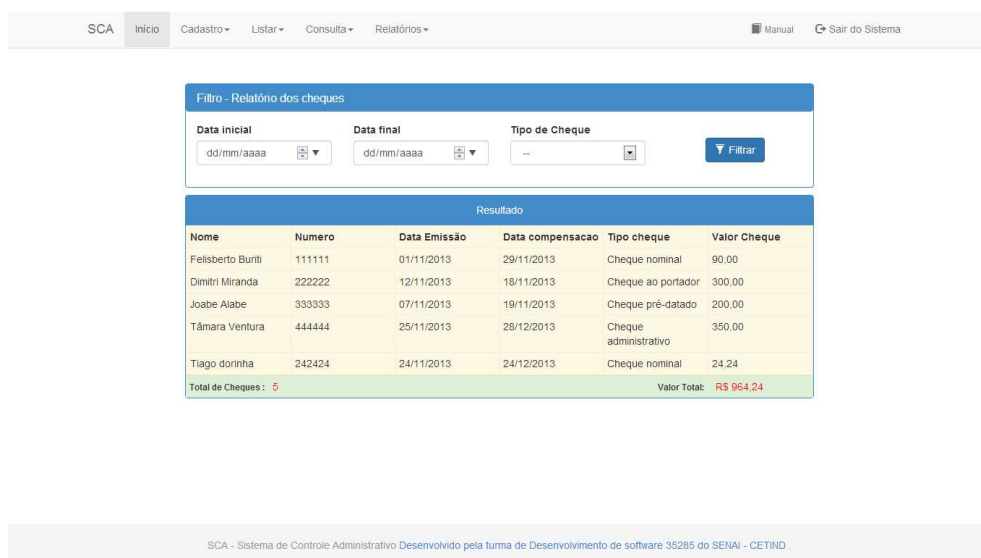 SCA Início Cadastro Listar Consulta Relatórios Manual Sair do Sistema
Filtro - Relatório dos cheques
Data inicial Data final Tipo de Cheque
dd/mm/aaaa dd/mm/aaaa -- Filtrar
Resultado
Nome Numero Data Emissão Data compensacao Tipo cheque Valor Cheque
Felisberto Buriti 111111 01/11/2013 29/11/2013 Cheque nominal 90,00
Dimitri Miranda 222222 12/11/2013 18/11/2013 Cheque ao portador 300,00
Joabe Alabe 333333 07/11/2013 19/11/2013 Cheque pré-datado 200,00
Tâmara Ventura 444444 25/11/2013 28/12/2013 Cheque administrativo 350,00
Tiago dorinha 242424 24/11/2013 24/12/2013 Cheque nominal 24,24
Total de Cheques : 5 Valor Total: R$ 964,24
SCA - Sistema de Controle Administrativo Desenvolvido pela turma de Desenvolvimento de software 35285 do SENAI - CETIND .